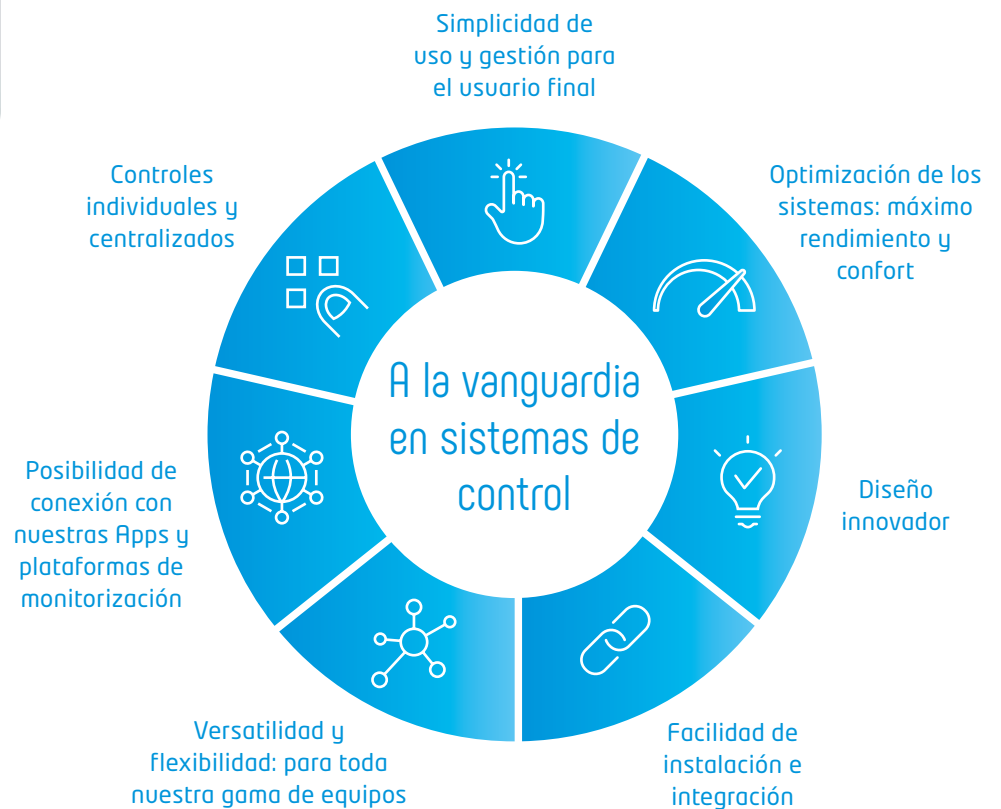 Simplicidad de
uso y gestión para
el usuario final
Optimización de los
sistemas: máximo
rendimiento y
confort
Diseño
innovador
Facilidad de
instalación e
integración
Versatilidad y
flexibilidad: para toda
nuestra gama de equipos
Posibilidad de
conexión con
nuestras Apps y
plataformas de
monitorización
Controles
individuales y
centralizados
A la vanguardia
en sistemas de
control